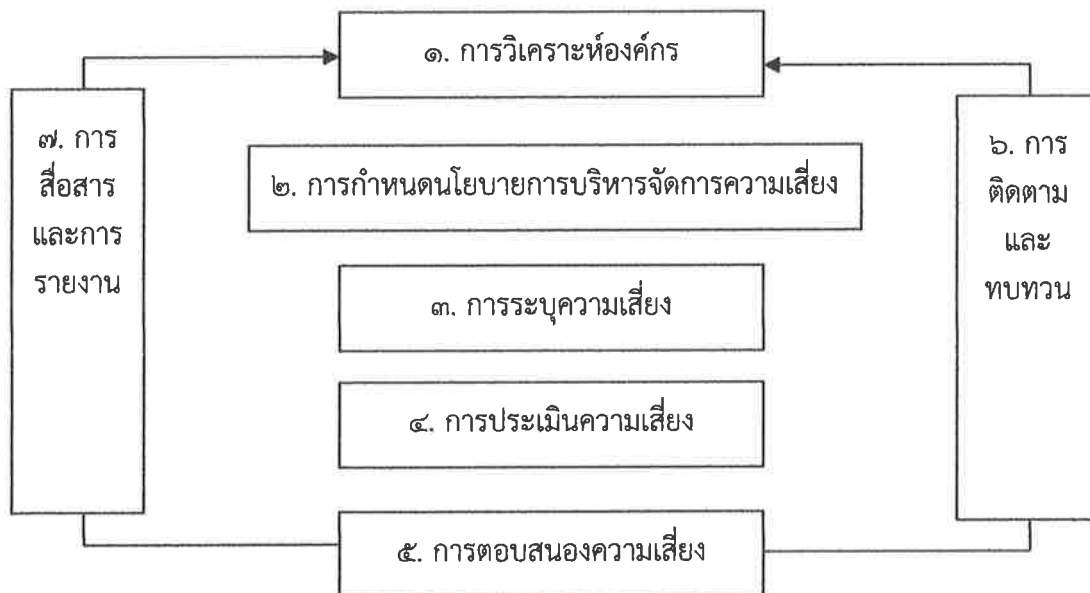 ๑. การวิเคราะห์องค์กร
๒. การกำหนดนโยบายการบริหารจัดการความเสี่ยง
๓. การระบุความเสี่ยง
๔. การประเมินความเสี่ยง
๕. การตอบสนองความเสี่ยง
๖. การ
ติดตาม
และ
ทบทวน
๗. การ
สื่อสาร
และการ
รายงาน